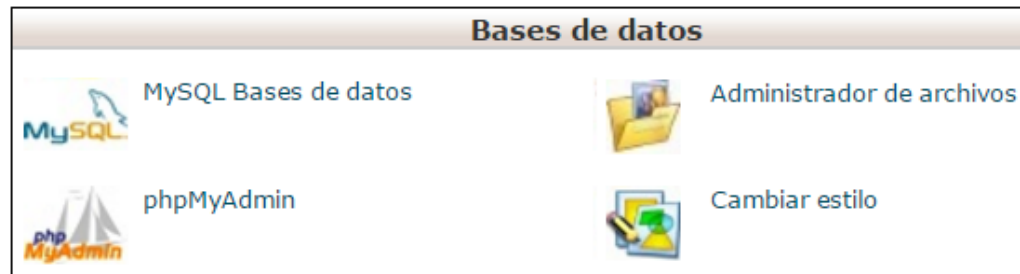 Bases de datos
MySQL MySQL Bases de datos
Administrador de archivos
php
MyAdmin
phpMyAdmin
Cambiar estilo